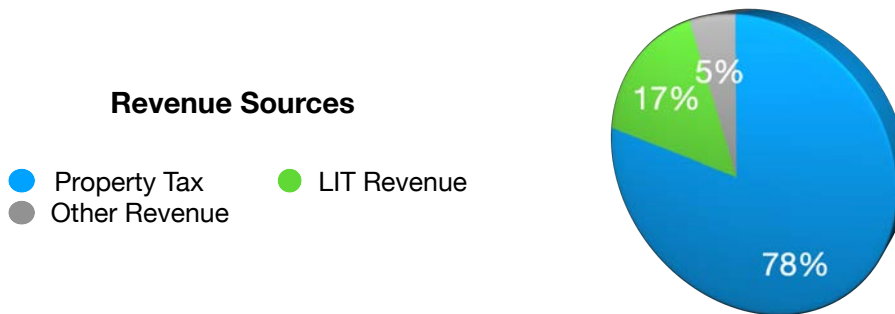 Revenue Sources
Property Tax
LIT Revenue
Other Revenue
5%
17%
78%